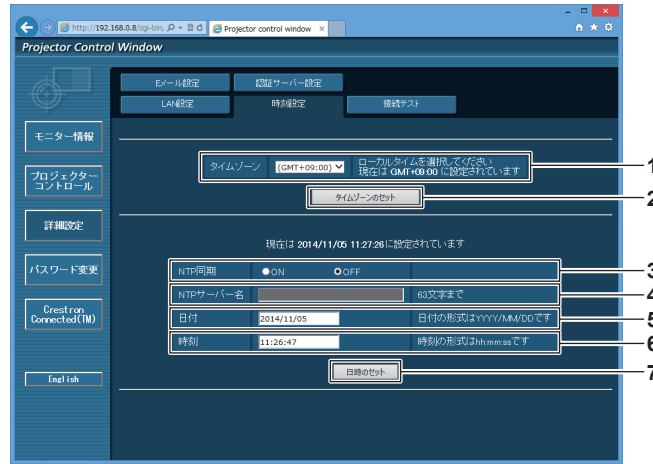 http://192.168.0.8/cgi-bin,
Projector control window
Projector Control Window
Eメール設定
認証サーバー設定
LAN設定
時刻設定
接続テスト
モニター情報
プロジェクター
コントロール
詳細設定
パスワード変更
Crestron
Connected(TM)
English
タイムゾーン
(GMT+09:00)
ローカルタイムを選択してください
現在は GMT+09:00 に設定されています
1
タイムゾーンのセット
2
現在は 2014/11/05 11:27:26に設定されています
NTP同期
ON
OFF
3
NTPサーバー名
63文字まで
4
日付
2014/11/05
日付の形式はYYYY/MM/DDです
5
時刻
11:26:47
時刻の形式はhh:mm:ssです
6
日時のセット
7